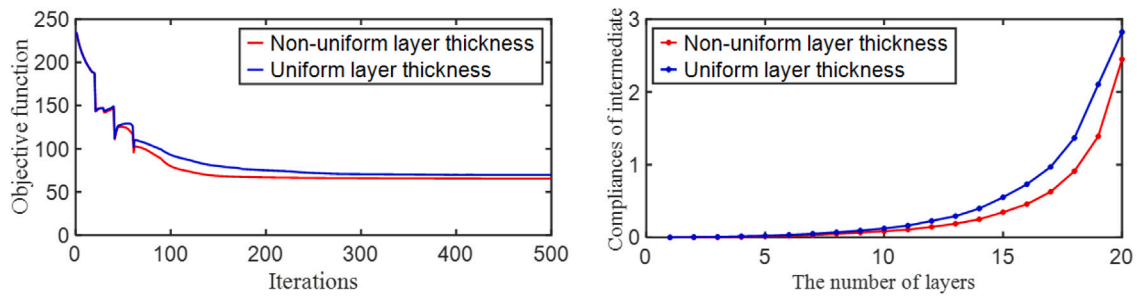 250
200
150
100
50
0
Objective function
Non-uniform layer thickness
Uniform layer thickness
0 100 200 300 400 500
Iterations
3
2
1
0
Compliances of intermediate
Non-uniform layer thickness
Uniform layer thickness
0 5 10 15 20
The number of layers